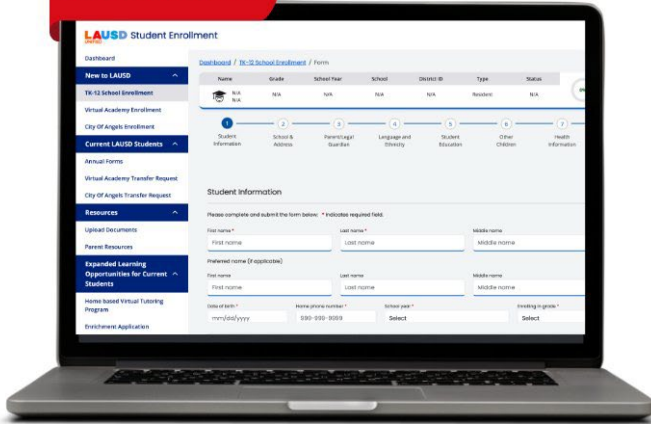 LAUSD Student Enrollment
UNIFIED
Dashboard
New to LAUSD
TK-12 School Enrollment
Virtual Academy Enrollment
City Of Angels Enrollment
Current LAUSD Students
Annual Forms
Virtual Academy Transfer Request
City Of Angels Transfer Request
Resources
Upload Documents
Parent Resources
Expanded Learning
Opportunities for Current
Students
Home based Virtual Tutoring
Program
Enrichment Application
Dashboard / TK-12 School Enrollment / Form
Name Grade School Year School District ID Type Status
N/A N/A N/A N/A N/A Resident N/A
N/A
1 2 3 4 5 6 7
Student School & Parent/Legal Language and Student Other Health
Information Address Guardian Ethnicity Education Children Information
Student Information
Please complete and submit the form below. * Indicates required field.
First name * Last name * Middle name
First name Last name Middle name
Preferred name (if applicable)
First name Last name Middle name
First name Last name Middle name
Date of birth * Home phone number * School year * Enrolling in grade *
mm/dd/yyyy 999-999-9999 Select Select